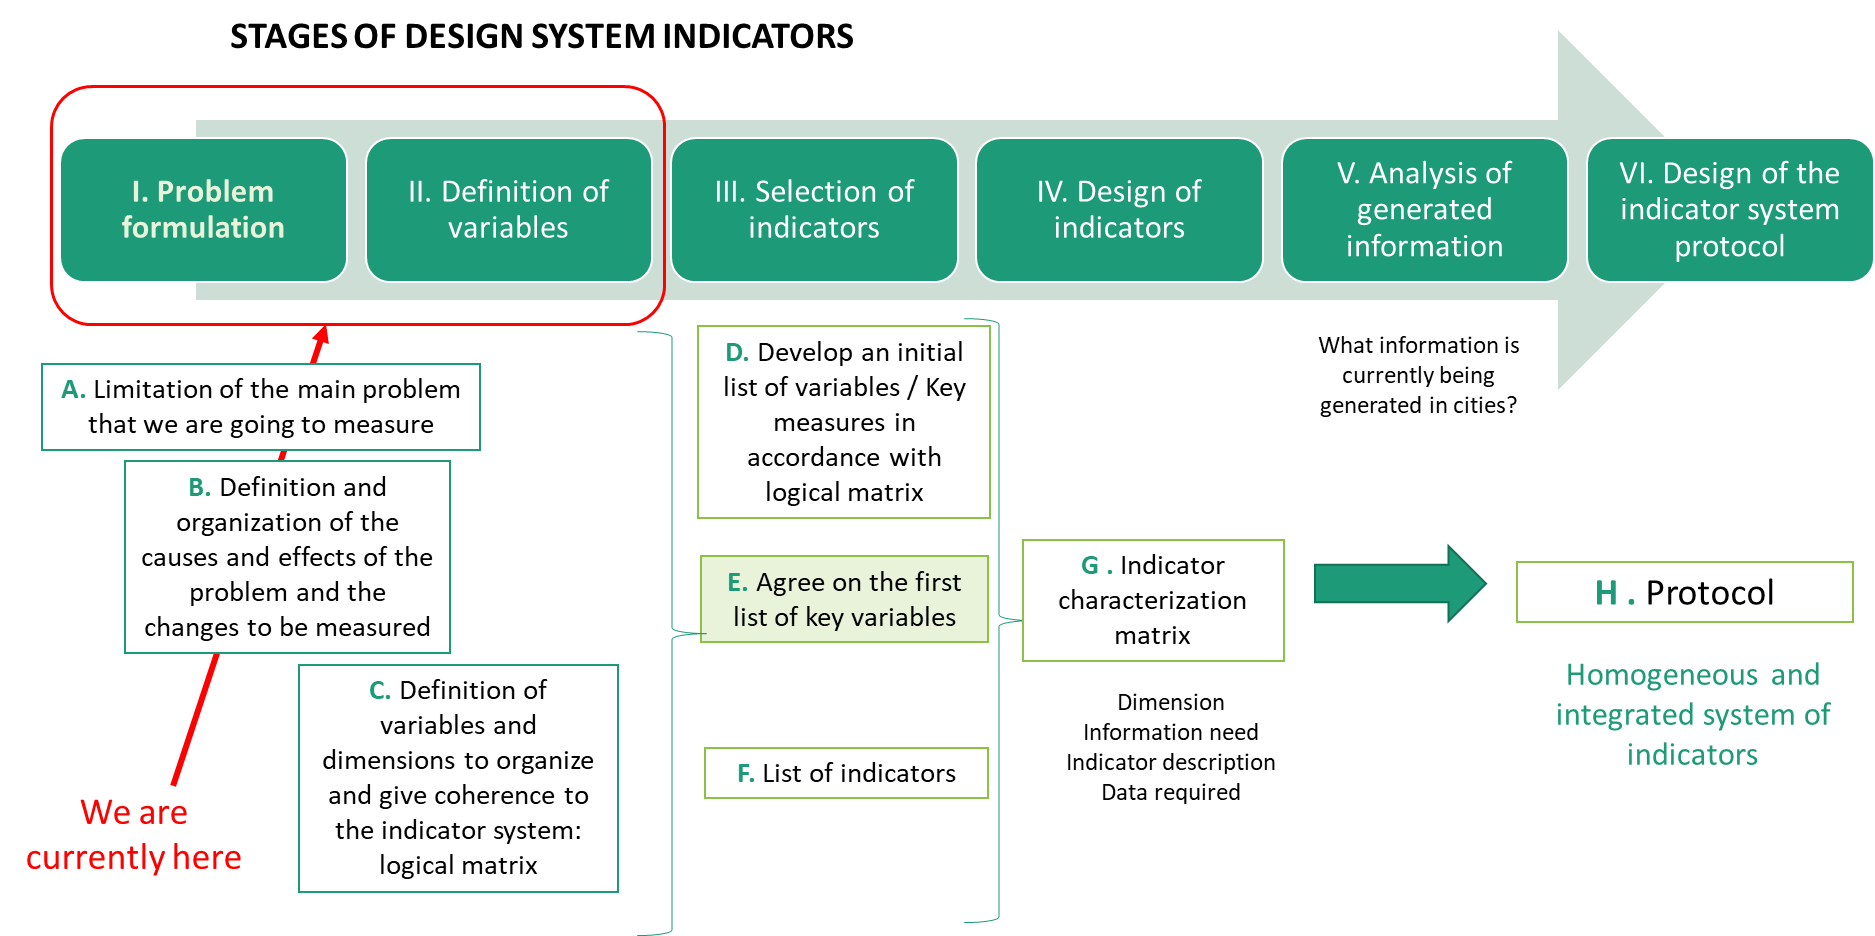 STAGES OF DESIGN SYSTEM INDICATORS
I. Problem
formulation
II. Definition of
variables
III. Selection of
indicators
IV. Design of
indicators
V. Analysis of
generated
information
VI. Design of the
indicator system
protocol
A. Limitation of the main problem
that we are going to measure
B. Definition and
organization of the
causes and effects of the
problem and the
changes to be measured
C. Definition of
variables and
dimensions to organize
and give coherence to
the indicator system:
logical matrix
We are
currently here
D. Develop an initial
list of variables / Key
measures in
accordance with
logical matrix
E. Agree on the first
list of key variables
F. List of indicators
G . Indicator
characterization
matrix
Dimension
Information need
Indicator description
Data required
What information is
currently being
generated in cities?
H . Protocol
Homogeneous and
integrated system of
indicators